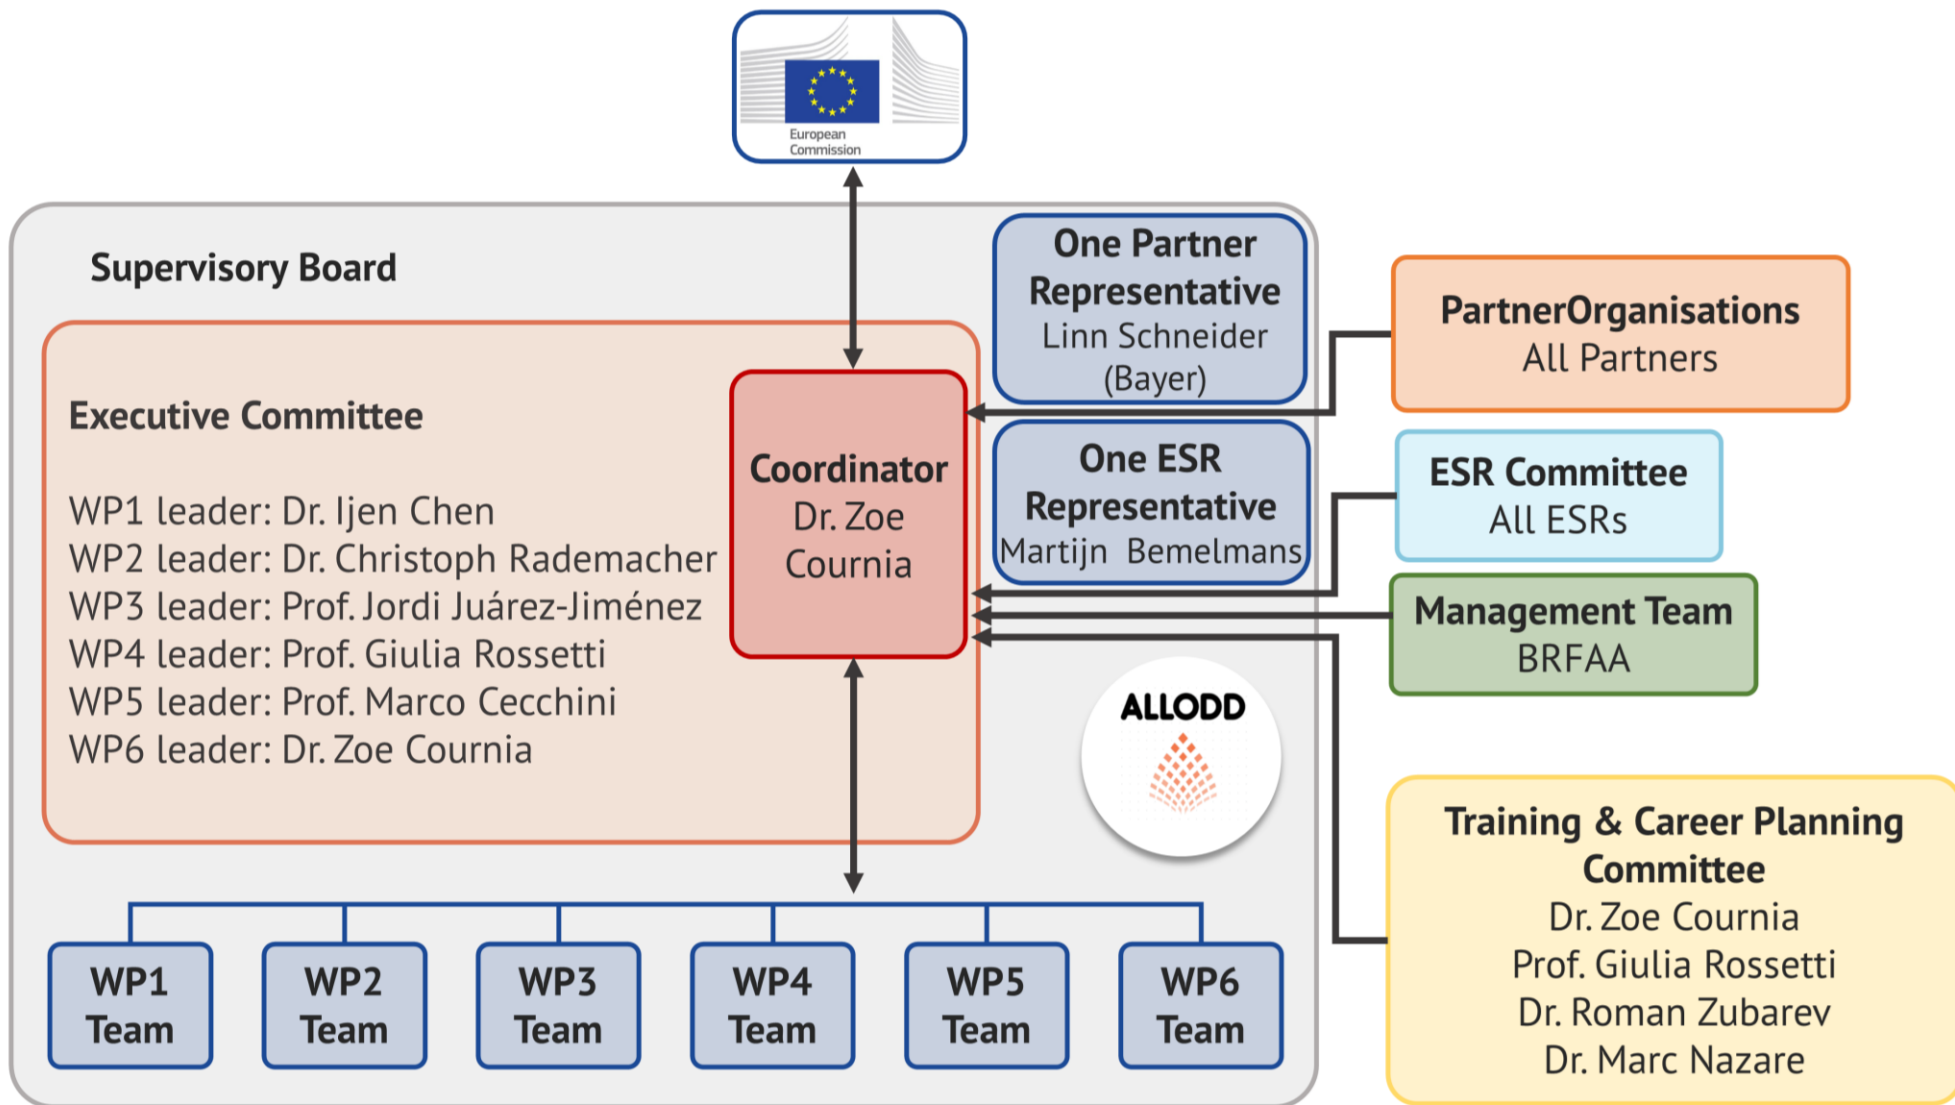 European
Commission
Supervisory Board
One Partner
Representative
Linn Schneider
(Bayer)
PartnerOrganisations
All Partners
Executive Committee
WP1 leader: Dr. Ijen Chen
WP2 leader: Dr. Christoph Rademacher
WP3 leader: Prof. Jordi Juárez-Jiménez
WP4 leader: Prof. Giulia Rossetti
WP5 leader: Prof. Marco Cecchini
WP6 leader: Dr. Zoe Cournia
Coordinator
Dr. Zoe
Cournia
One ESR
Representative
Martijn Bemelmans
ESR Committee
All ESRs
Management Team
BRFAA
ALLODD
Training & Career Planning
Committee
Dr. Zoe Cournia
Prof. Giulia Rossetti
Dr. Roman Zubarev
Dr. Marc Nazare
WP1
Team
WP2
Team
WP3
Team
WP4
Team
WP5
Team
WP6
Team